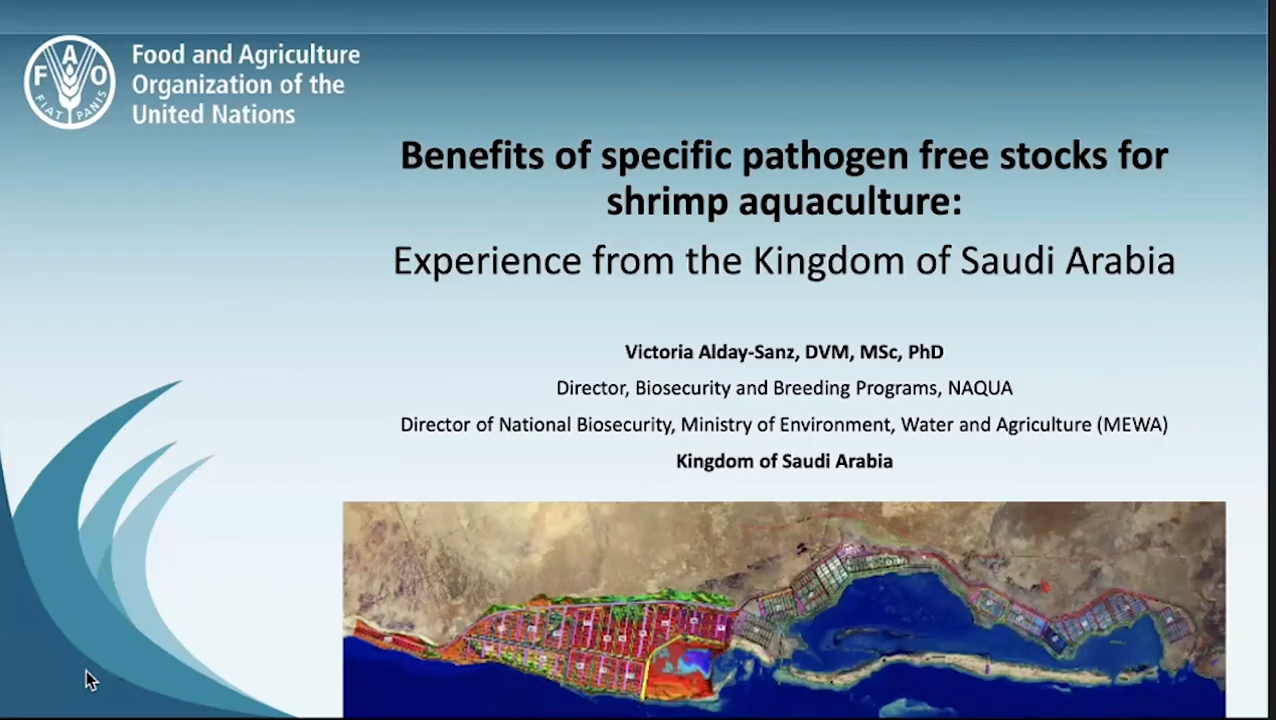 Food and Agriculture
Organization of the
United Nations
F A O
FIAT PANIS
Benefits of specific pathogen free stocks for
shrimp aquaculture:
Experience from the Kingdom of Saudi Arabia
Victoria Alday-Sanz, DVM, MSc, PhD
Director, Biosecurity and Breeding Programs, NAQUA
Director of National Biosecurity, Ministry of Environment, Water and Agriculture (MEWA)
Kingdom of Saudi Arabia